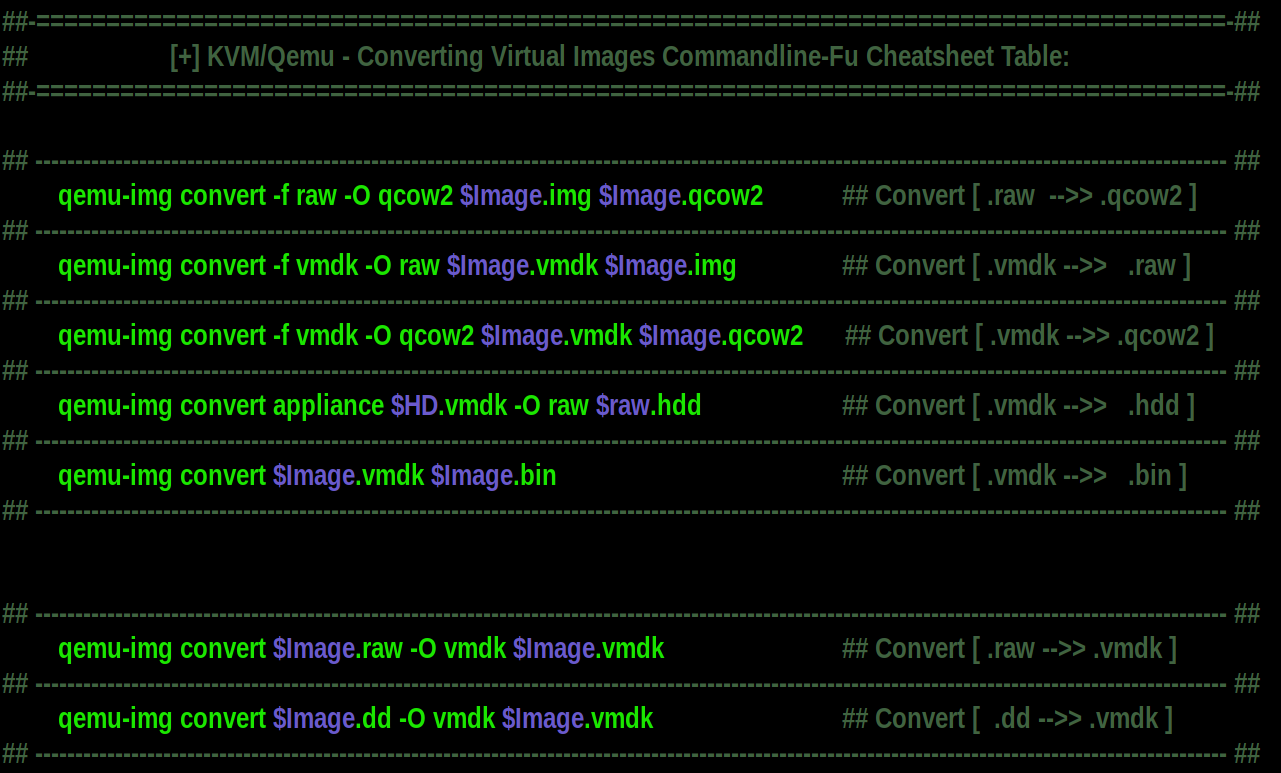 ##-=====================================================================================-##
## [+] KVM/Qemu - Converting Virtual Images Commandline-Fu Cheatsheet Table:
##-=====================================================================================-##
## ------------------------------------------------------------------------------------------------------------------------------------------------------ ##
qemu-img convert -f raw -O qcow2 $Image.img $Image.qcow2 ## Convert [ .raw -->> .qcow2 ]
## ------------------------------------------------------------------------------------------------------------------------------------------------------ ##
qemu-img convert -f vmdk -O raw $Image.vmdk $Image.img ## Convert [ .vmdk -->> .raw ]
## ------------------------------------------------------------------------------------------------------------------------------------------------------ ##
qemu-img convert -f vmdk -O qcow2 $Image.vmdk $Image.qcow2 ## Convert [ .vmdk -->> .qcow2 ]
## ------------------------------------------------------------------------------------------------------------------------------------------------------ ##
qemu-img convert appliance $HD.vmdk -O raw $raw.hdd ## Convert [ .vmdk -->> .hdd ]
## ------------------------------------------------------------------------------------------------------------------------------------------------------ ##
qemu-img convert $Image.vmdk $Image.bin ## Convert [ .vmdk -->> .bin ]
## ------------------------------------------------------------------------------------------------------------------------------------------------------ ##
## ------------------------------------------------------------------------------------------------------------------------------------------------------ ##
qemu-img convert $Image.raw -O vmdk $Image.vmdk ## Convert [ .raw -->> .vmdk ]
## ------------------------------------------------------------------------------------------------------------------------------------------------------ ##
qemu-img convert $Image.dd -O vmdk $Image.vmdk ## Convert [ .dd -->> .vmdk ]
## ------------------------------------------------------------------------------------------------------------------------------------------------------ ##